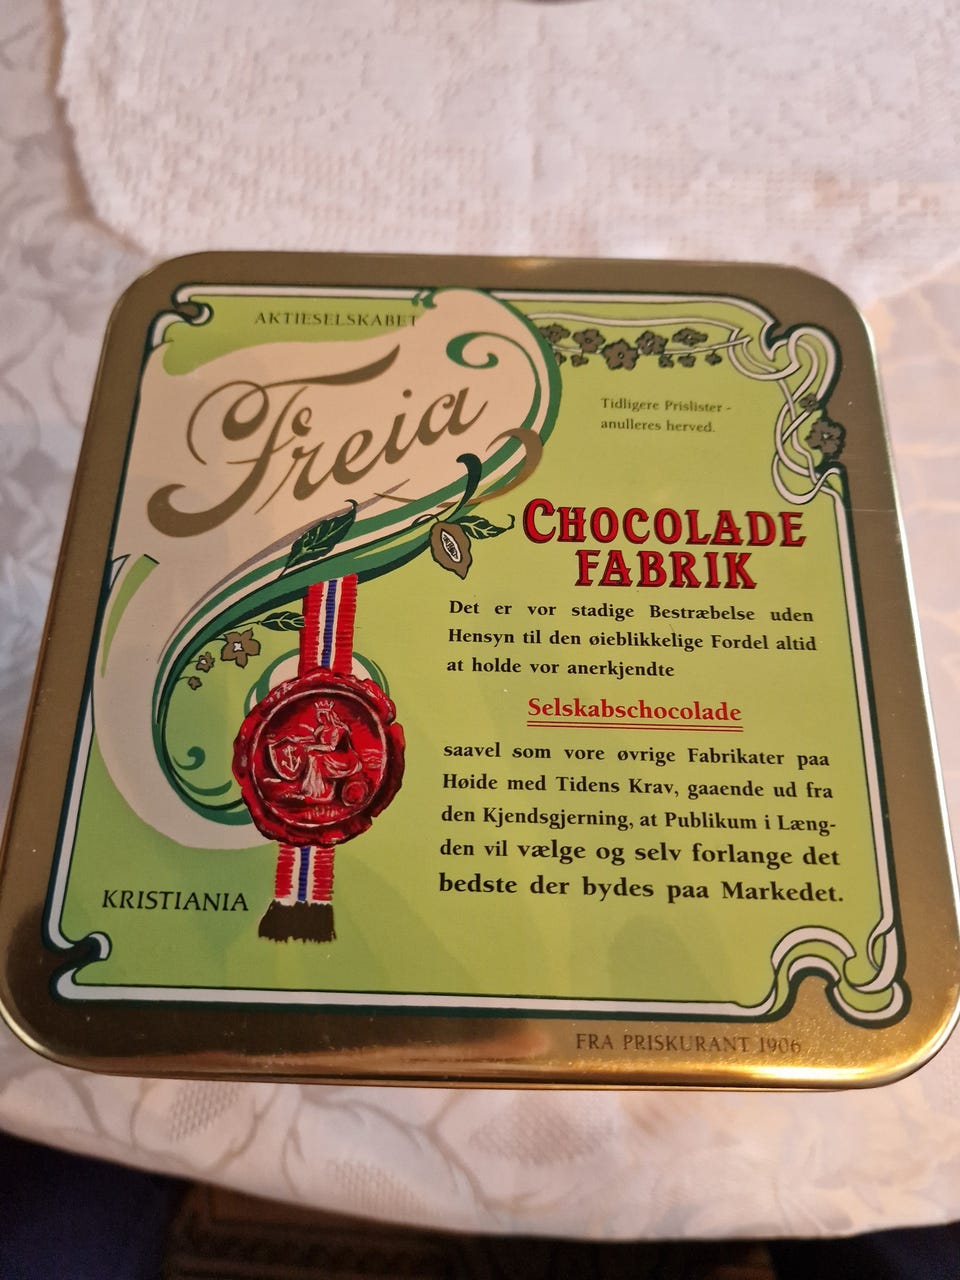 AKTIESELSKABET
Freia
Tidligere Prislister -
anulleres herved.
CHOCOLADE
FABRIK
Det er vor stadige Bestræbelse uden
Hensyn til den øieblikkelige Fordel altid
at holde vor anerkjendte
Selskabschocolade
saavel som vore øvrige Fabrikater paa
Høide med Tidens Krav, gaaende ud fra
den Kjendsgjerning, at Publikum i Læng-
den vil vælge og selv forlange det
bedste der bydes paa Markedet.
KRISTIANIA
FRA PRISKURANT 1906